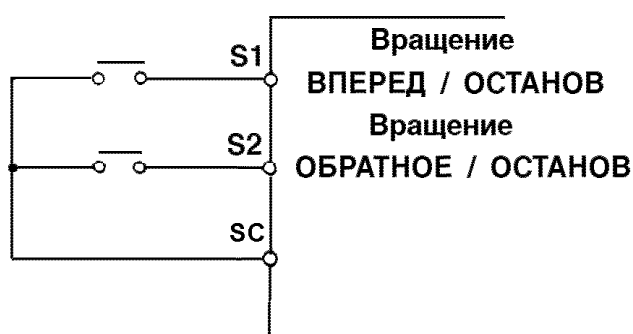 Вращение
S1
ВПЕРЕД / ОСТАНОВ
Вращение
S2
ОБРАТНОЕ / ОСТАНОВ
SC